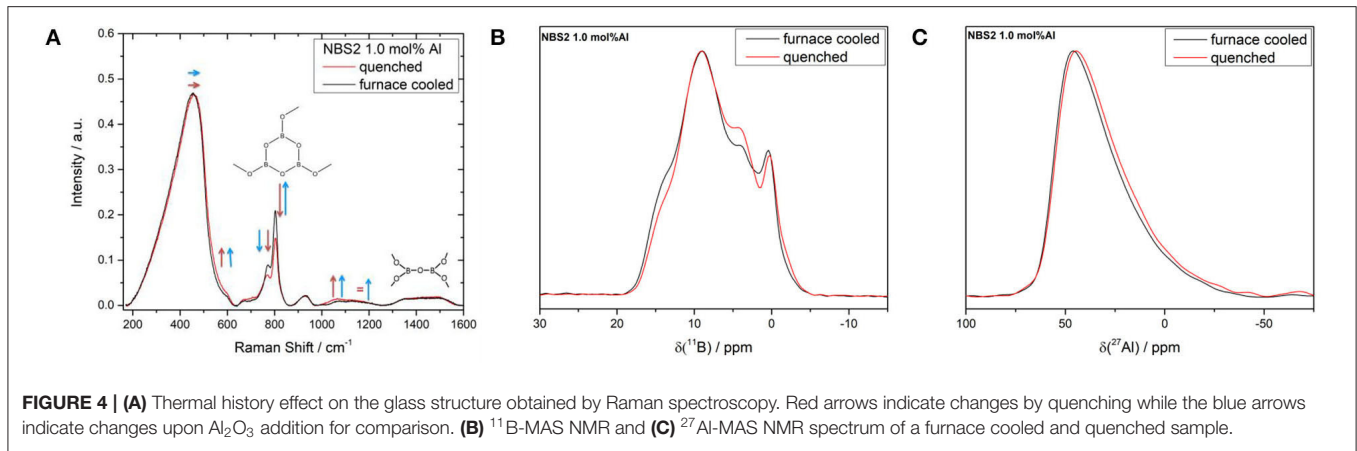 A
NBS2 1.0 mol% Al
quenched
furnace cooled
0.6
0.5
0.4
0.3
0.2
0.1
0.0
Intensity / a.u.
200 400 600 800 1000 1200 1400 1600
Raman Shift / cm⁻¹
O
B
O O
B B
O O O
=
O O
B O B
O O
B
NBS2 1.0 mol%Al
furnace cooled
quenched
30 20 10 0 -10
δ(¹¹B) / ppm
C
NBS2 1.0 mol%Al
furnace cooled
quenched
100 50 0 -50
δ(²⁷Al) / ppm
FIGURE 4 | (A) Thermal history effect on the glass structure obtained by Raman spectroscopy. Red arrows indicate changes by quenching while the blue arrows
indicate changes upon Al₂O₃ addition for comparison. (B) ¹¹B-MAS NMR and (C) ²⁷Al-MAS NMR spectrum of a furnace cooled and quenched sample.